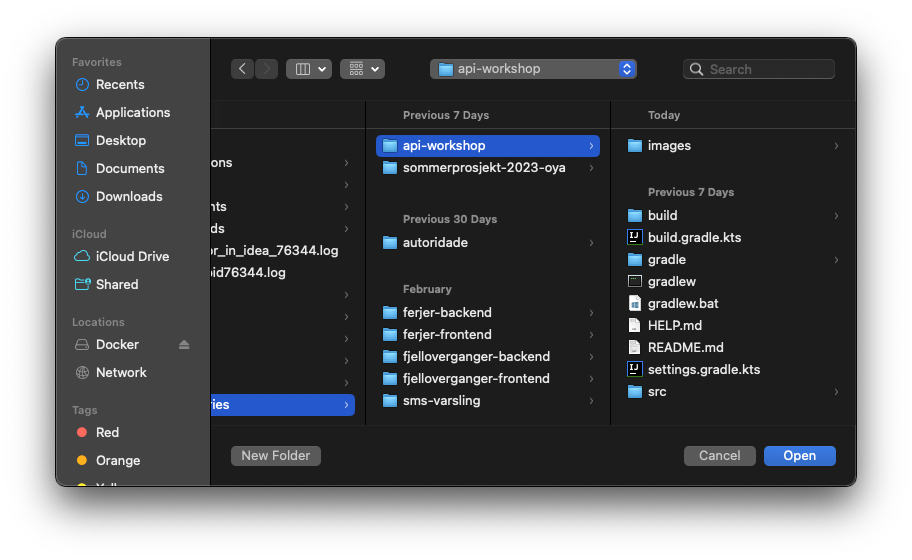 Favorites
Recents
Applications
Desktop
Documents
Downloads
iCloud
iCloud Drive
Shared
Locations
Docker
Network
Tags
Red
Orange
api-workshop
Search
ons
nts
ds
or_in_idea_76344.log
pid76344.log
ries
Previous 7 Days
api-workshop
sommerprosjekt-2023-oya
Previous 30 Days
autoridade
February
ferjer-backend
ferjer-frontend
fjelloverganger-backend
fjelloverganger-frontend
sms-varsling
Today
images
Previous 7 Days
build
build.gradle.kts
gradle
gradlew
gradlew.bat
HELP.md
README.md
settings.gradle.kts
src
New Folder
Cancel
Open